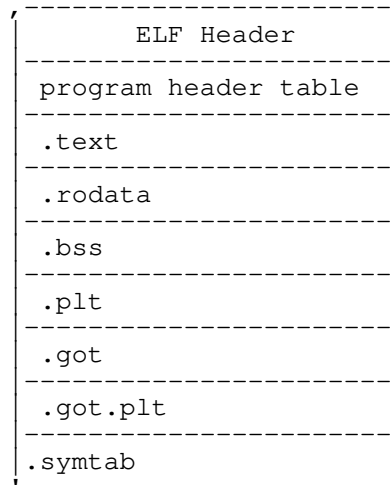 ELF Header
program header table
.text
.rodata
.bss
.plt
.got
.got.plt
.symtab